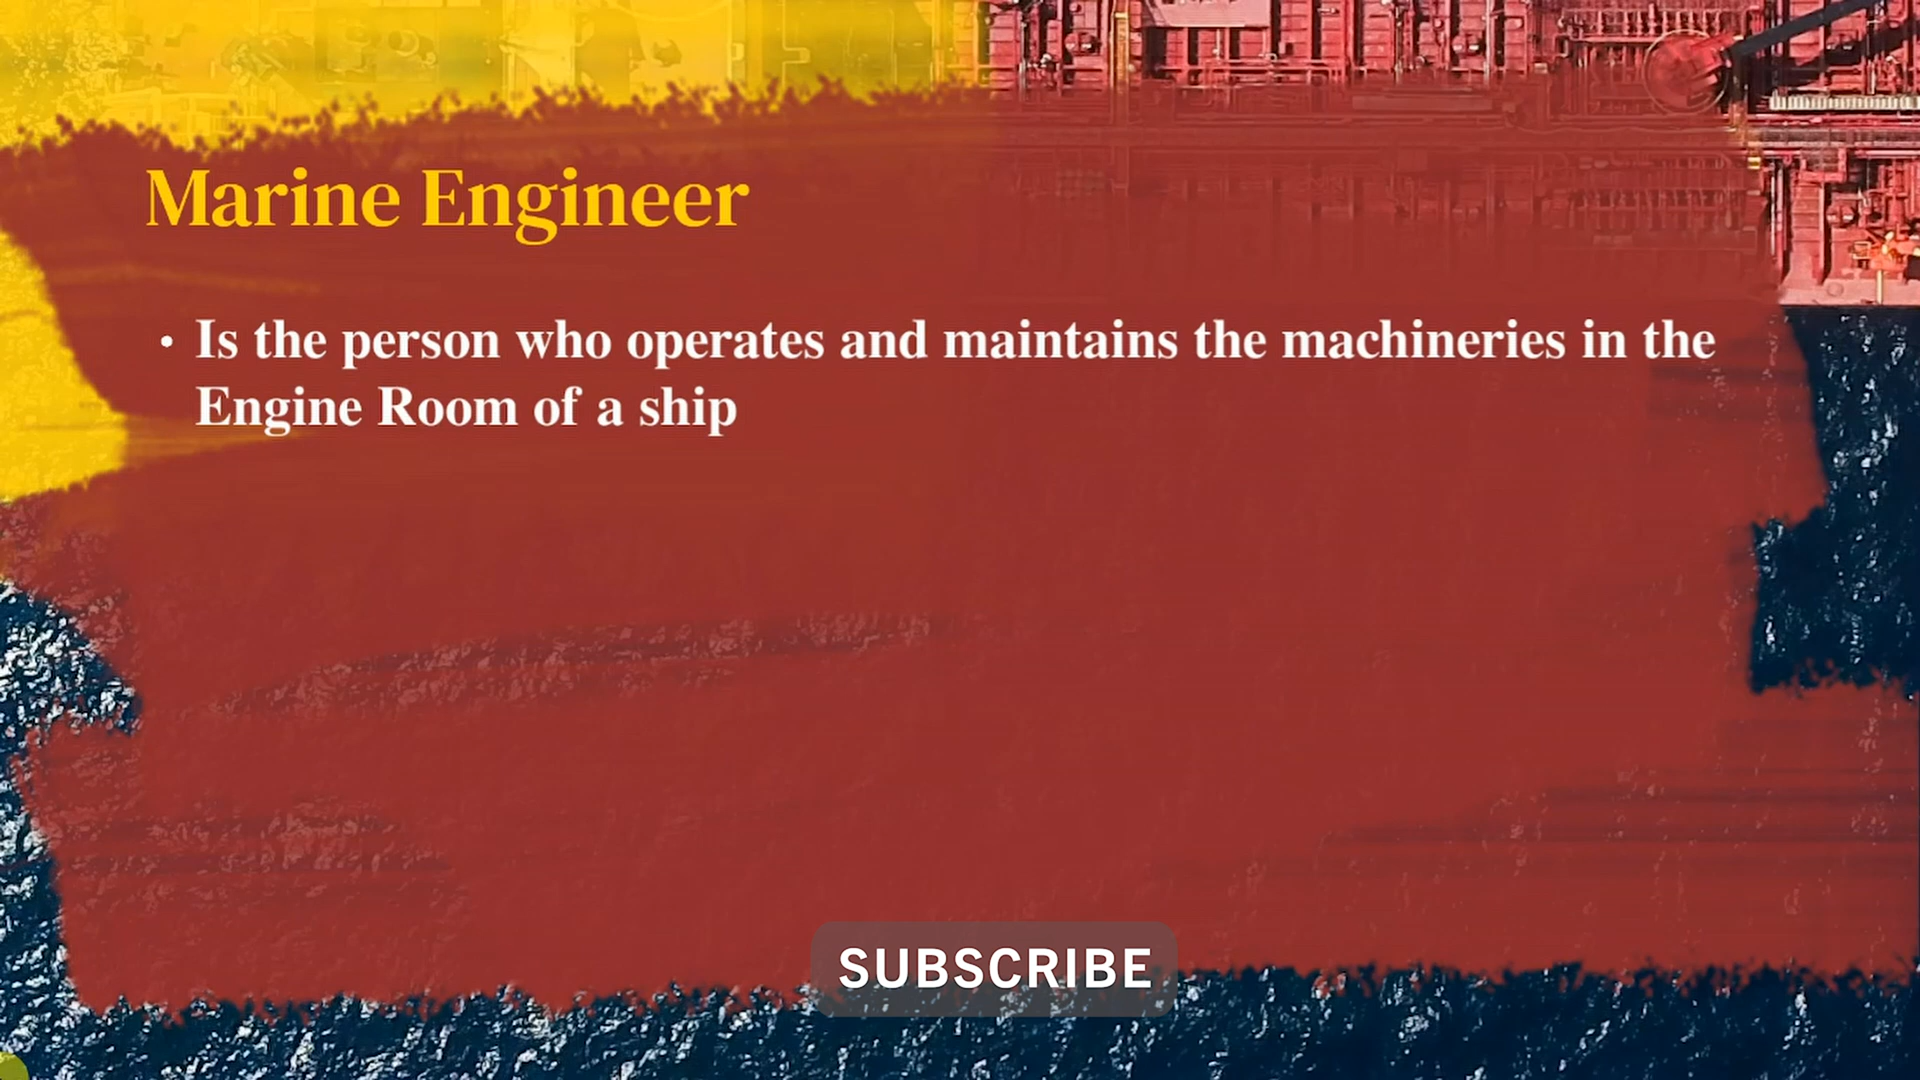 Marine Engineer
• Is the person who operates and maintains the machineries in the
Engine Room of a ship
SUBSCRIBE